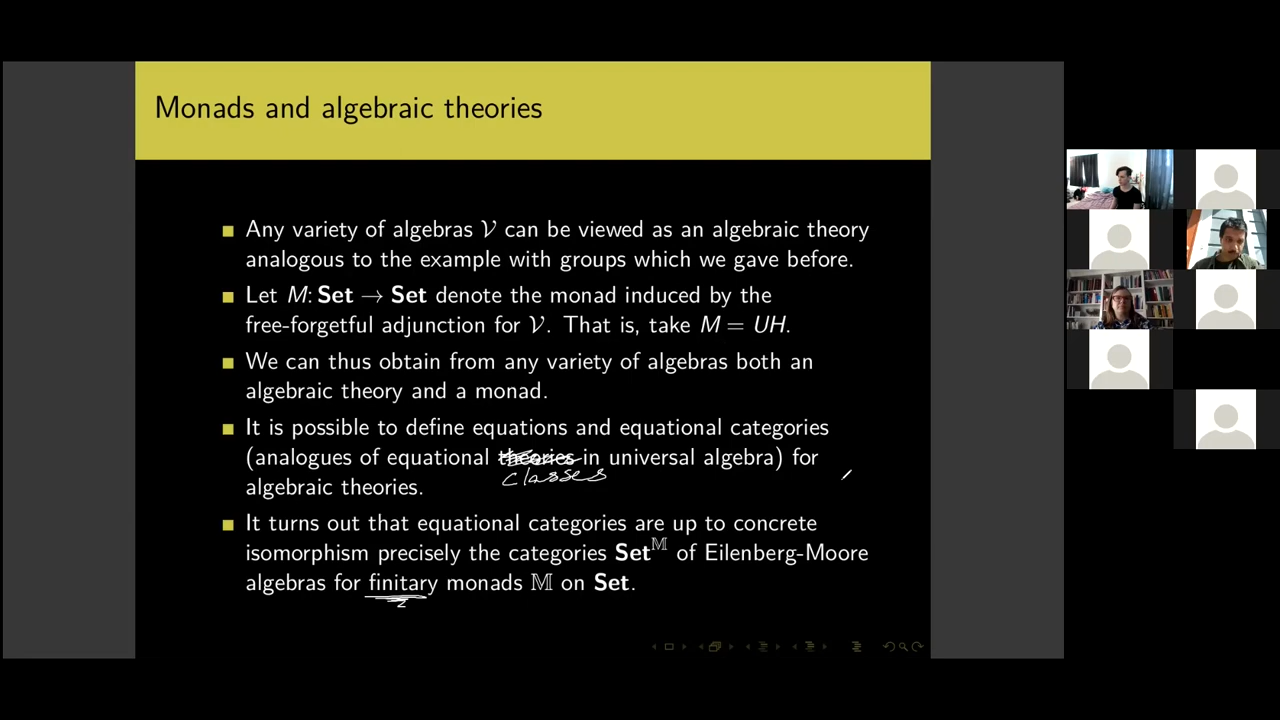 Monads and algebraic theories
Any variety of algebras 𝒱 can be viewed as an algebraic theory
analogous to the example with groups which we gave before.
Let M: Set → Set denote the monad induced by the
free-forgetful adjunction for 𝒱. That is, take M = UH.
We can thus obtain from any variety of algebras both an
algebraic theory and a monad.
It is possible to define equations and equational categories
(analogues of equational theories in universal algebra) for
classes
algebraic theories.
It turns out that equational categories are up to concrete
isomorphism precisely the categories Set^𝕄 of Eilenberg-Moore
algebras for finitary monads 𝕄 on Set.